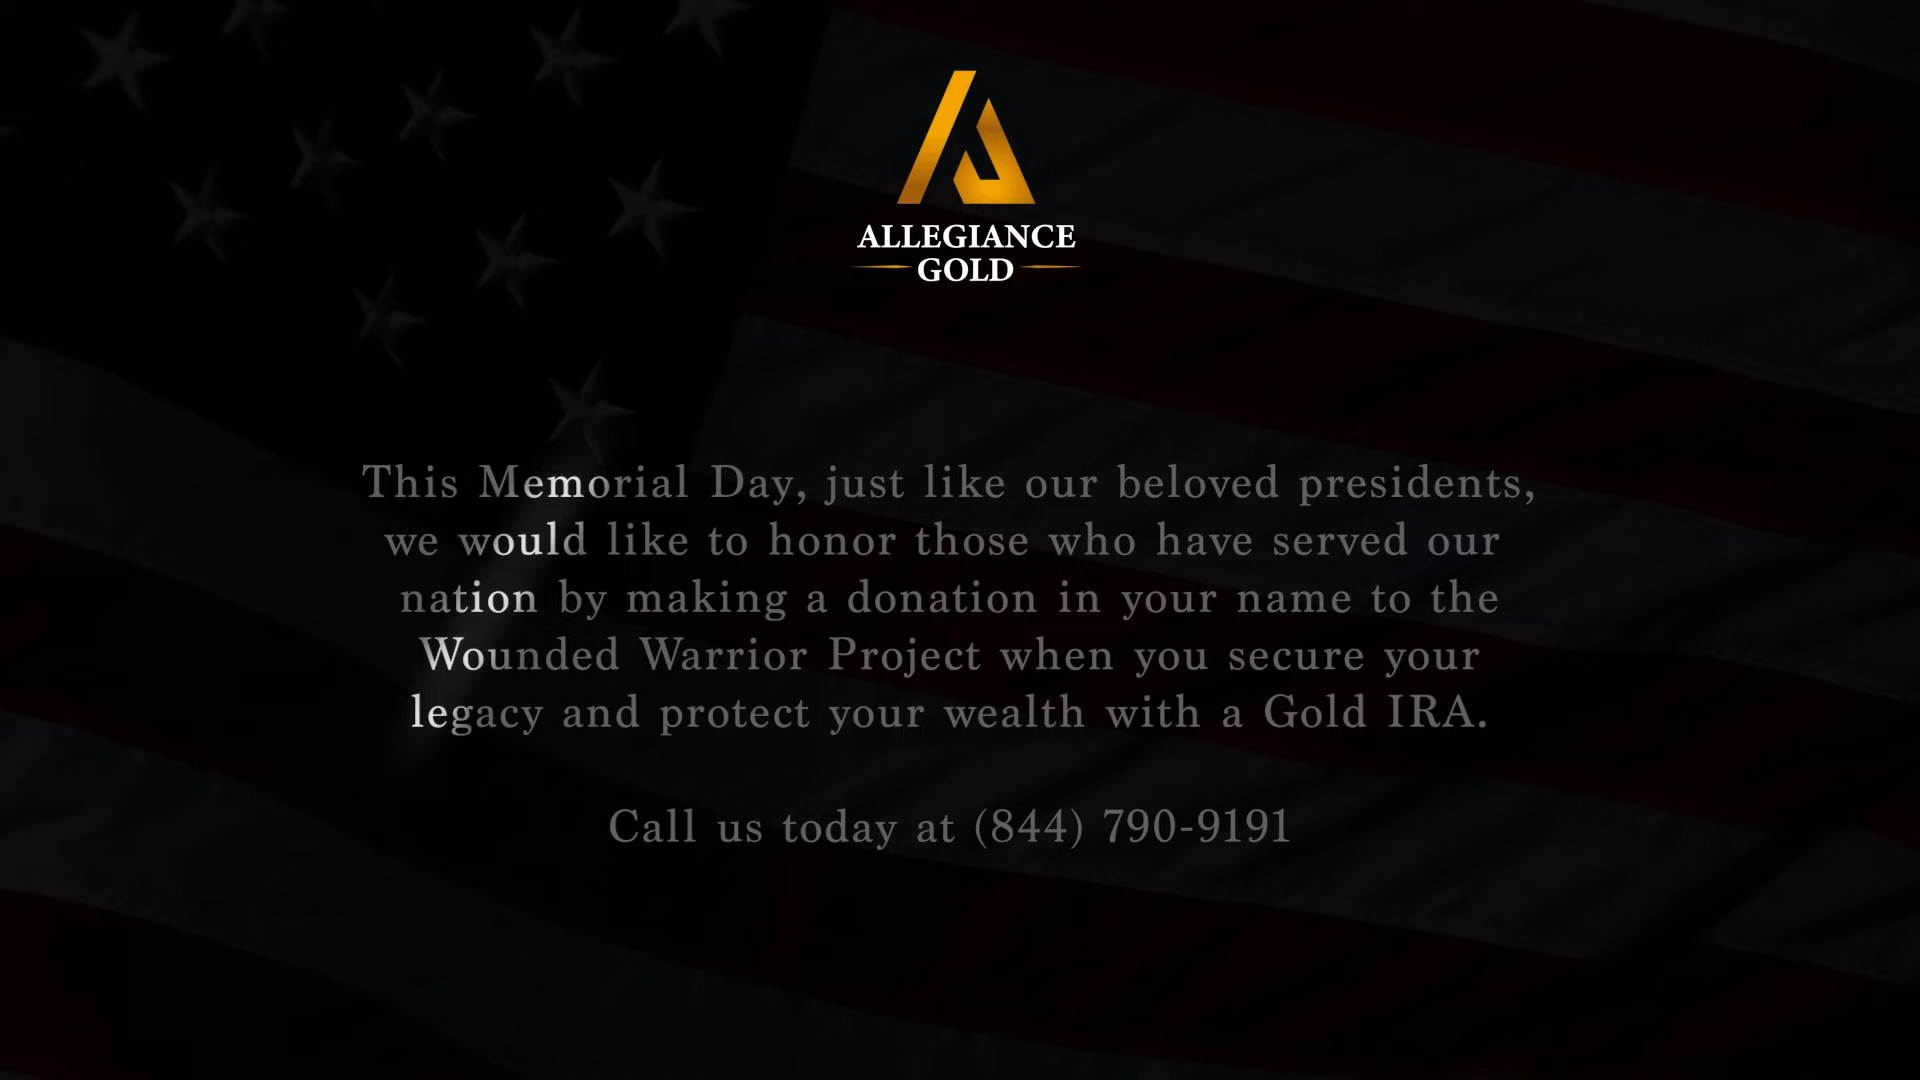 ALLEGIANCE
GOLD
This Memorial Day, just like our beloved presidents,
we would like to honor those who have served our
nation by making a donation in your name to the
Wounded Warrior Project when you secure your
legacy and protect your wealth with a Gold IRA.
Call us today at (844) 790-9191